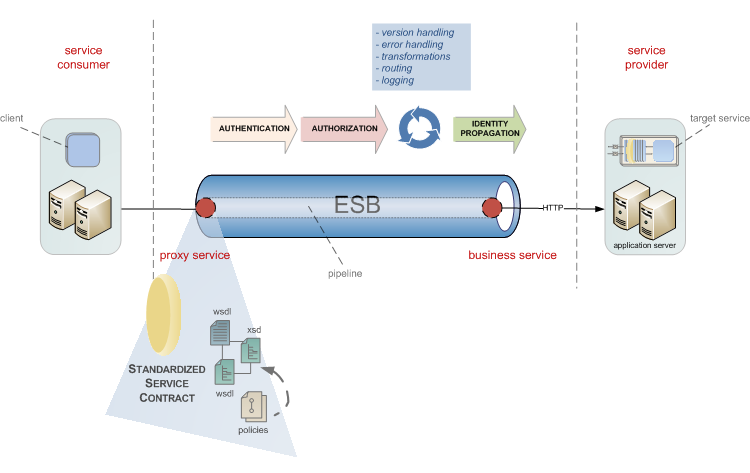 - version handling
- error handling
- transformations
- routing
- logging
service
consumer
service
provider
client
target service
AUTHENTICATION
AUTHORIZATION
IDENTITY
PROPAGATION
ESB
HTTP
application server
proxy service
business service
pipeline
wsdl
xsd
wsdl
STANDARDIZED
SERVICE
CONTRACT
policies